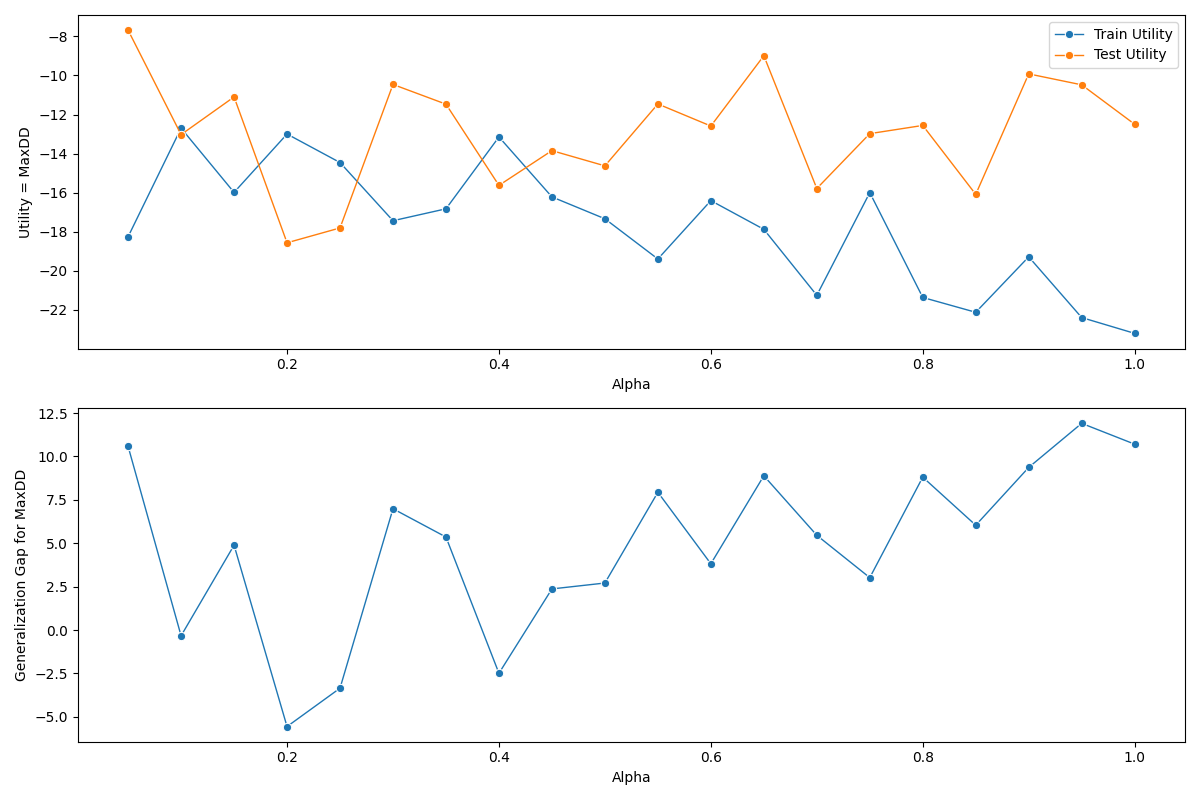 Train Utility
Test Utility
−8
−10
−12
−14
−16
−18
−20
−22
Utility = MaxDD
0.2 0.4 0.6 0.8 1.0
Alpha
12.5
10.0
7.5
5.0
2.5
0.0
−2.5
−5.0
Generalization Gap for MaxDD
0.2 0.4 0.6 0.8 1.0
Alpha